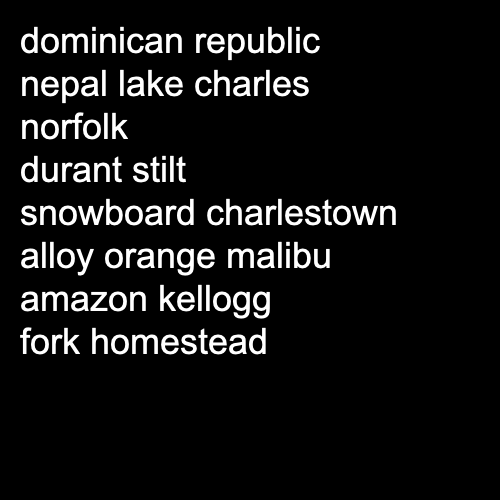 dominican republic
nepal lake charles
norfolk
durant stilt
snowboard charlestown
alloy orange malibu
amazon kellogg
fork homestead